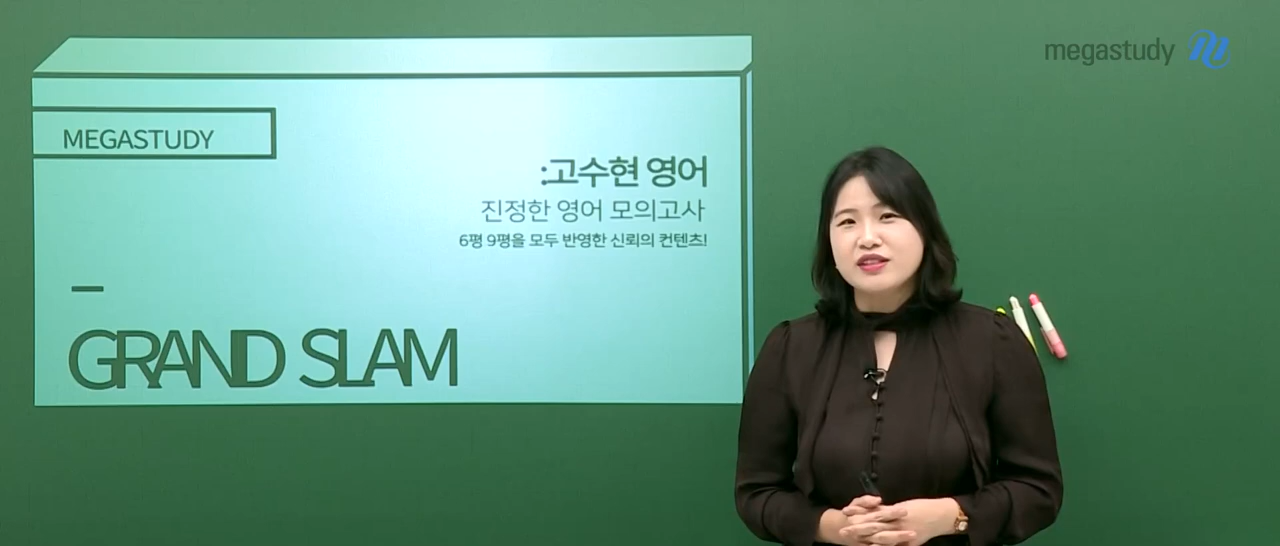 megastudy
MEGASTUDY
:고수현 영어
진정한 영어 모의고사
6평 9평을 모두 반영한 신뢰의 컨텐츠!
GRAND SLAM